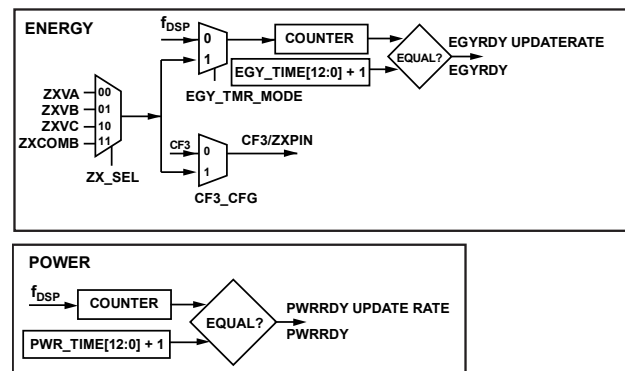 ENERGY
fDSP
0
1
COUNTER
EGY_TIME[12:0] + 1
EGY_TMR_MODE
EQUAL?
EGYRDY UPDATERATE
EGYRDY
ZXVA
ZXVB
ZXVC
ZXCOMB
00
01
10
11
ZX_SEL
CF3
0
1
CF3/ZXPIN
CF3_CFG
POWER
fDSP
COUNTER
PWR_TIME[12:0] + 1
EQUAL?
PWRRDY UPDATE RATE
PWRRDY